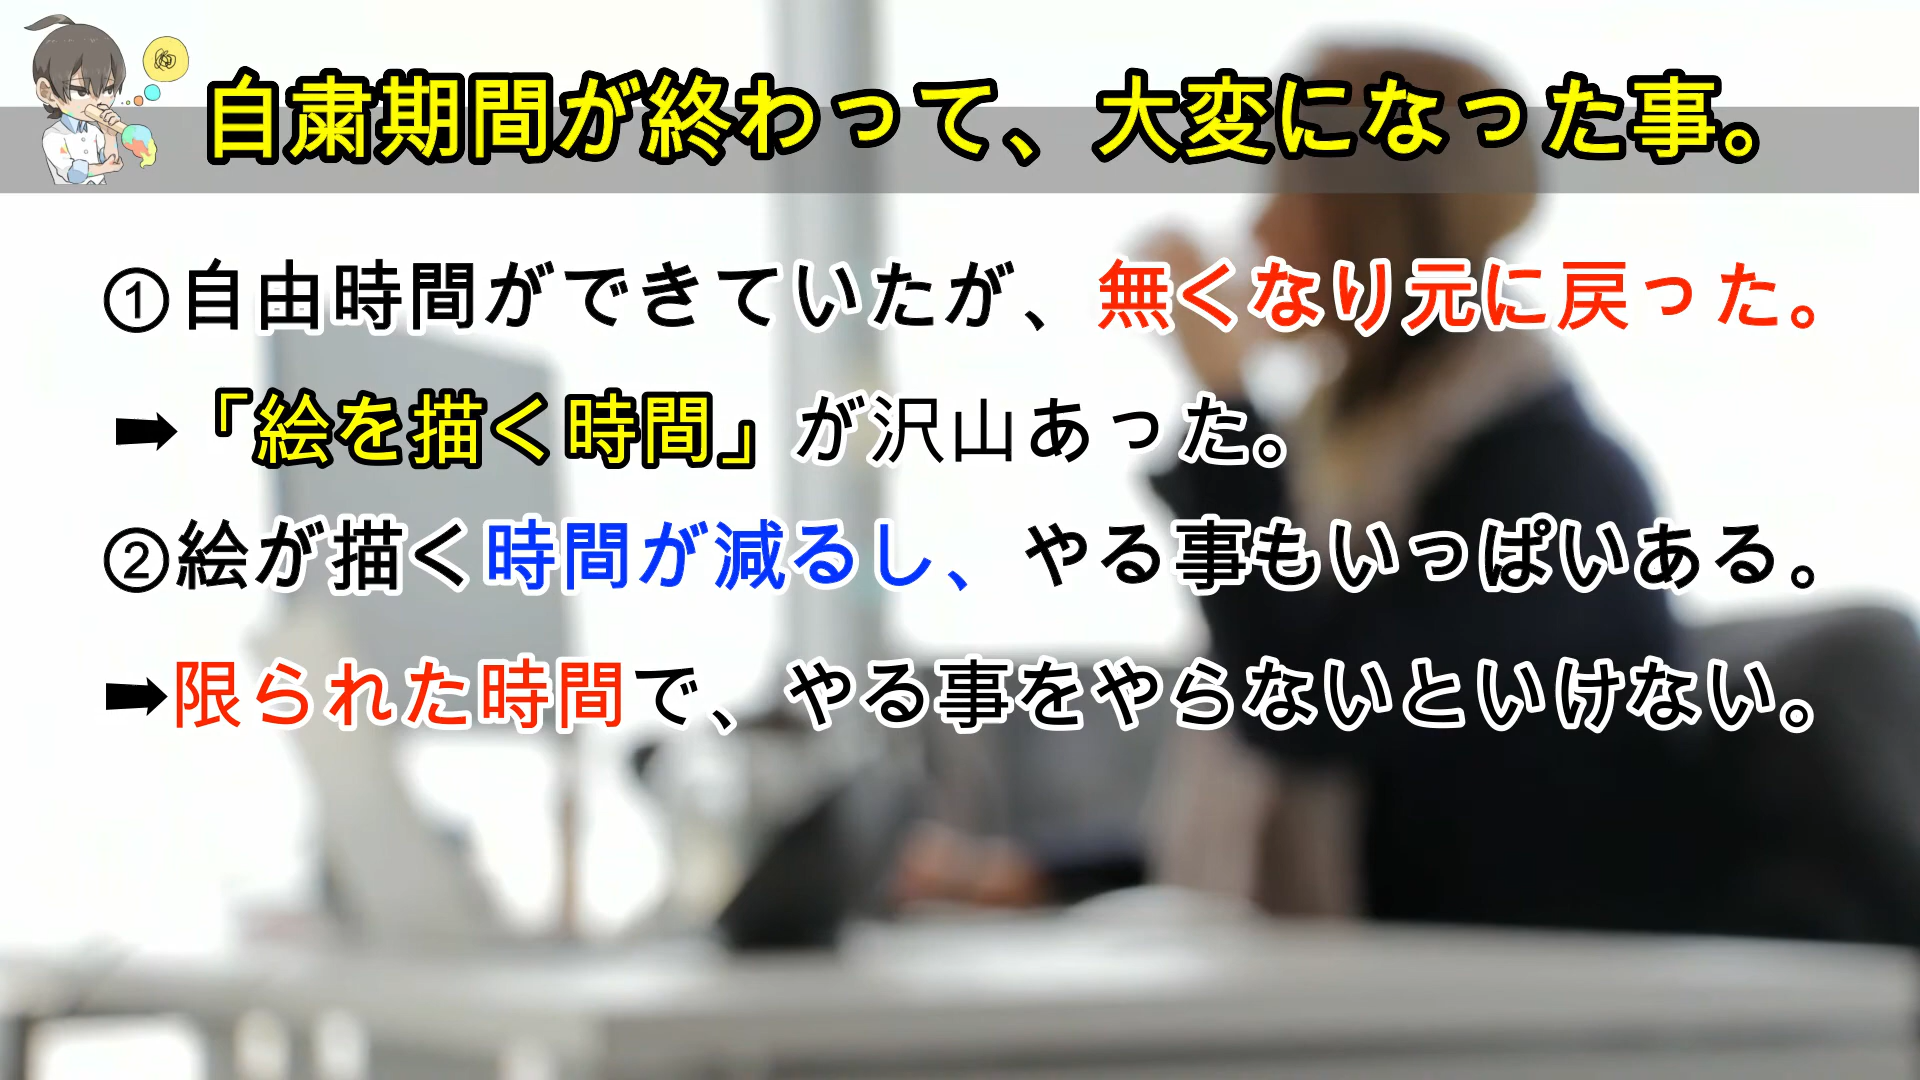 自粛期間が終わって、大変になった事。
①自由時間ができていたが、無くなり元に戻った。
➡「絵を描く時間」が沢山あった。
②絵が描く時間が減るし、やる事もいっぱいある。
➡限られた時間で、やる事をやらないといけない。